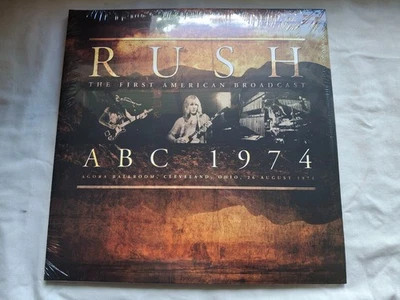 RUSH
THE FIRST AMERICAN BROADCAST
ABC 1974
AGORA BALLROOM, CLEVELAND, OHIO, 26 AUGUST 1974